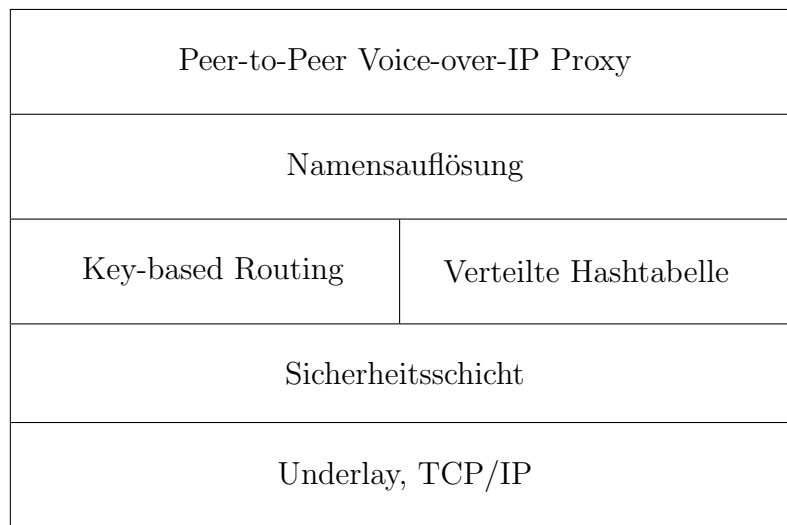 Peer-to-Peer Voice-over-IP Proxy
Namensauflösung
Key-based Routing
Verteilte Hashtabelle
Sicherheitsschicht
Underlay, TCP/IP